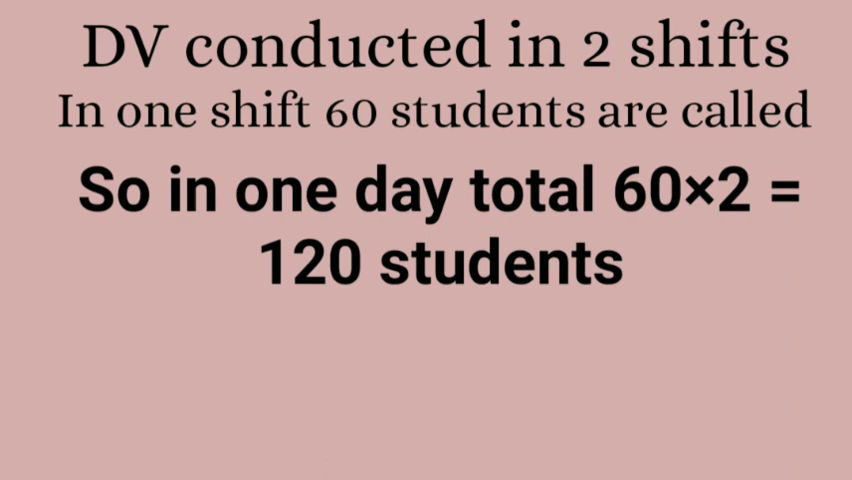 DV conducted in 2 shifts
In one shift 60 students are called
So in one day total 60×2 =
120 students